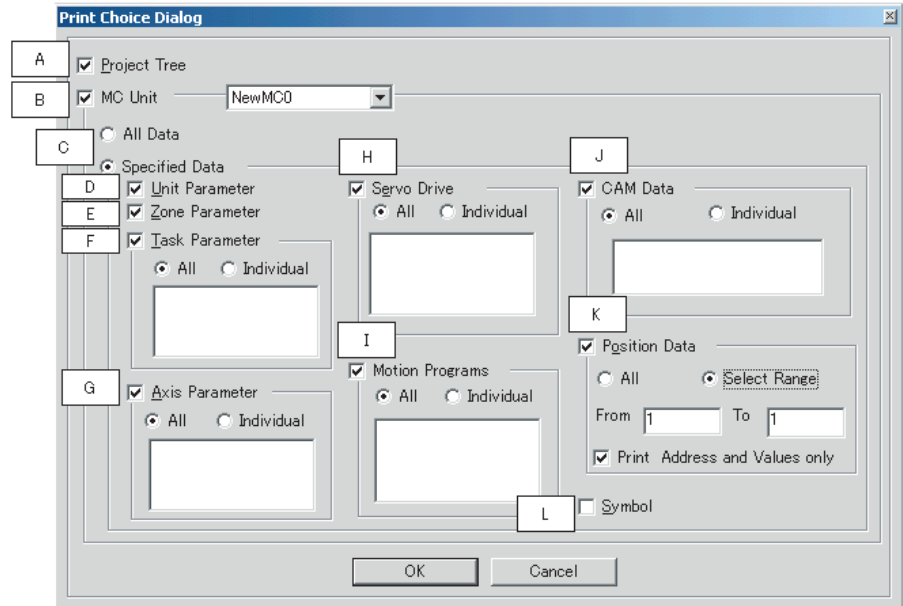 Print Choice Dialog
A
Project Tree
B
MC Unit
NewMC0
C
All Data
Specified Data
D
Unit Parameter
E
Zone Parameter
F
Task Parameter
All Individual
G
Axis Parameter
All Individual
H
Servo Drive
All Individual
I
Motion Programs
All Individual
J
CAM Data
All Individual
K
Position Data
All Select Range
From 1 To 1
Print Address and Values only
L
Symbol
OK Cancel